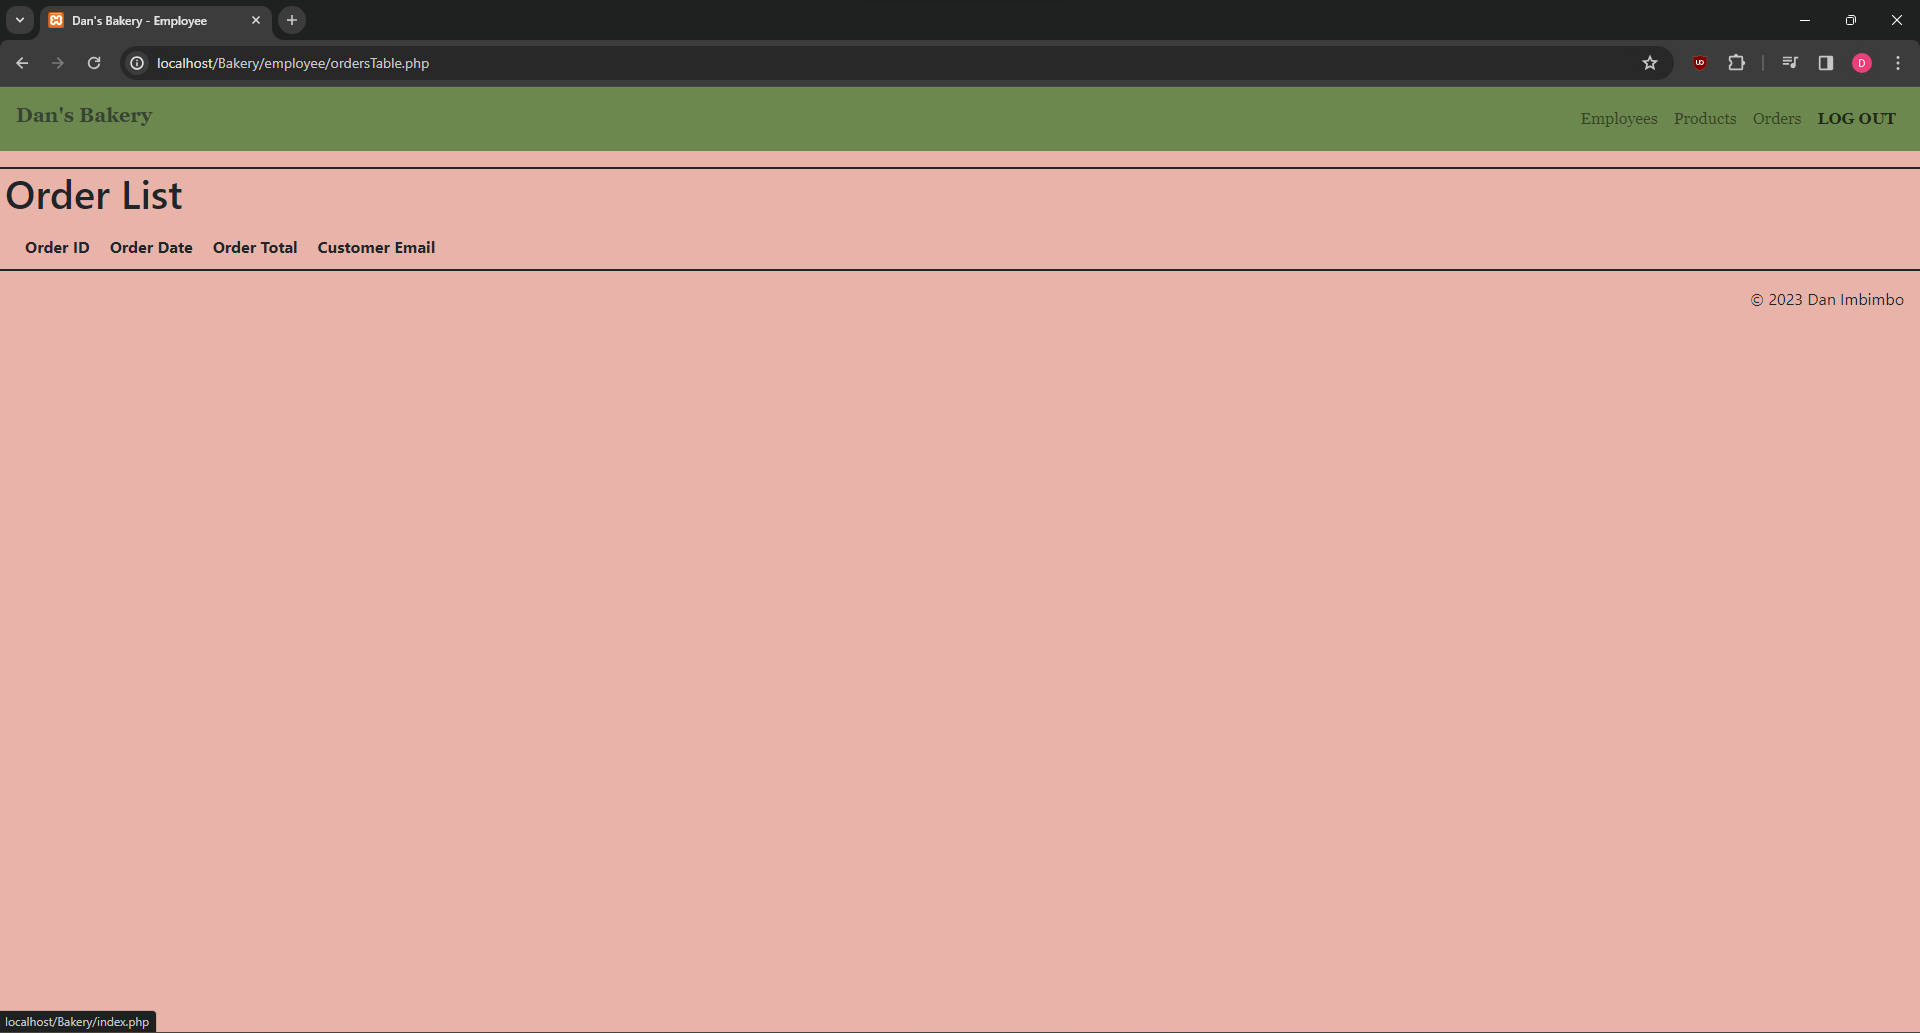 Dan's Bakery - Employee
localhost/Bakery/employee/ordersTable.php
D
Dan's Bakery
Employees Products Orders LOG OUT
Order List
Order ID Order Date Order Total Customer Email
© 2023 Dan Imbimbo
localhost/Bakery/index.php